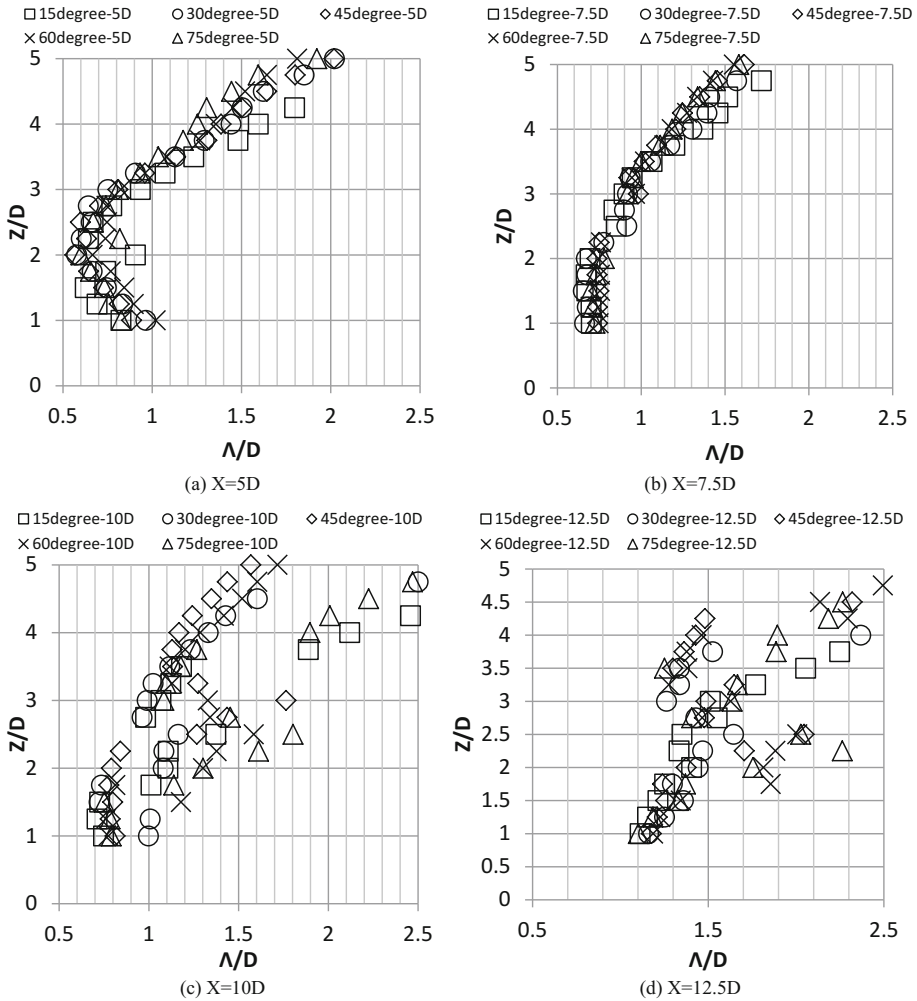 15degree-5D 30degree-5D 45degree-5D
60degree-5D 75degree-5D
5
4
3
2
1
0
Z/D
0.5 1 1.5 2 2.5
Λ/D
(a) X=5D
15degree-7.5D 30degree-7.5D 45degree-7.5D
60degree-7.5D 75degree-7.5D
5
4
3
2
1
0
Z/D
0.5 1 1.5 2 2.5
Λ/D
(b) X=7.5D
15degree-10D 30degree-10D 45degree-10D
60degree-10D 75degree-10D
5
4
3
2
1
0
Z/D
0.5 1 1.5 2 2.5
Λ/D
(c) X=10D
15degree-12.5D 30degree-12.5D 45degree-12.5D
60degree-12.5D 75degree-12.5D
5
4.5
4
3.5
3
2.5
2
1.5
1
0.5
0
Z/D
0.5 1.5 2.5
Λ/D
(d) X=12.5D